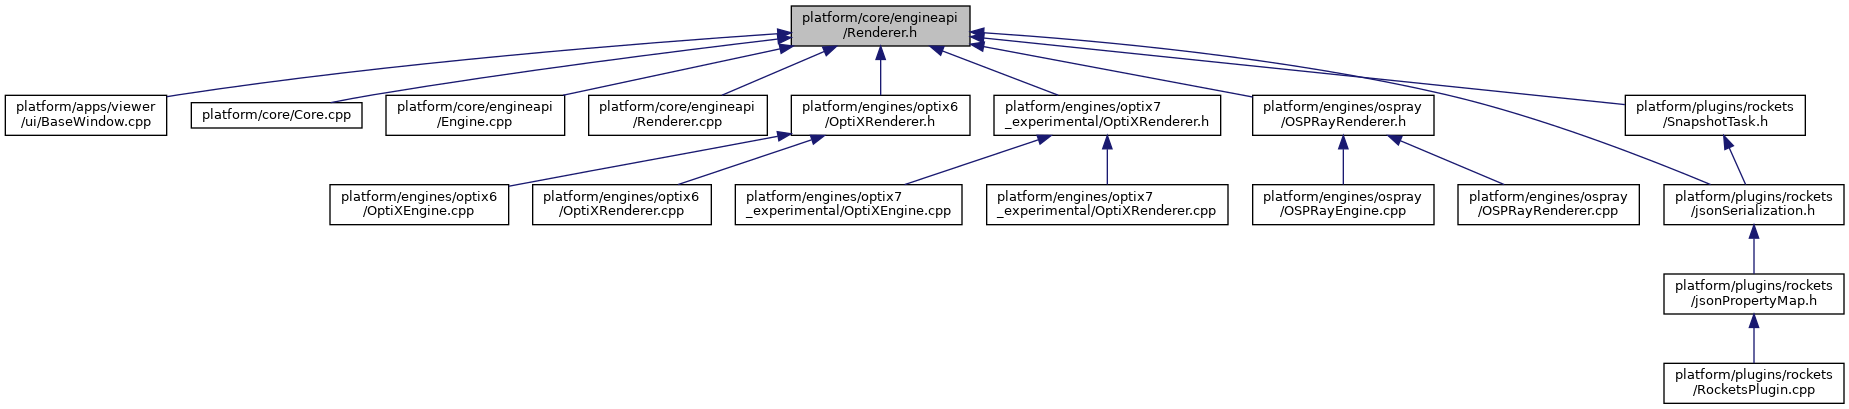 platform/core/engineapi
/Renderer.h
platform/apps/viewer
/ui/BaseWindow.cpp
platform/core/Core.cpp
platform/core/engineapi
/Engine.cpp
platform/core/engineapi
/Renderer.cpp
platform/engines/optix6
/OptiXRenderer.h
platform/engines/optix7
_experimental/OptiXRenderer.h
platform/engines/ospray
/OSPRayRenderer.h
platform/plugins/rockets
/SnapshotTask.h
platform/engines/optix6
/OptiXEngine.cpp
platform/engines/optix6
/OptiXRenderer.cpp
platform/engines/optix7
_experimental/OptiXEngine.cpp
platform/engines/optix7
_experimental/OptiXRenderer.cpp
platform/engines/ospray
/OSPRayEngine.cpp
platform/engines/ospray
/OSPRayRenderer.cpp
platform/plugins/rockets
/jsonSerialization.h
platform/plugins/rockets
/jsonPropertyMap.h
platform/plugins/rockets
/RocketsPlugin.cpp